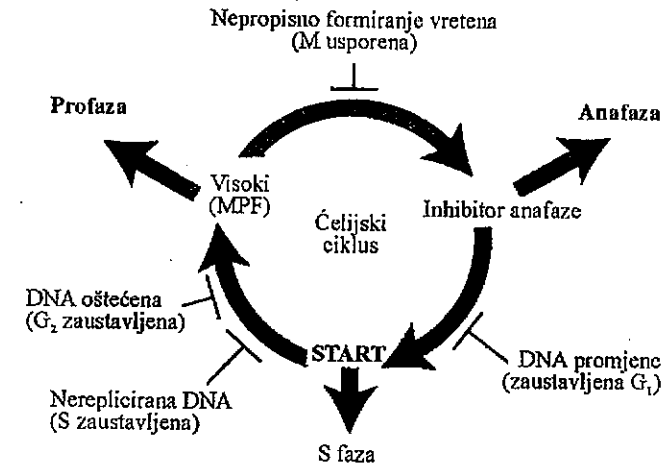 Nepropisno formiranje vretena
(M usporena)
Profaza
Anafaza
Visoki
(MPF)
Ćelijski
ciklus
Inhibitor anafaze
DNA oštećena
(G₂ zaustavljena)
START
DNA promjene
(zaustavljena G₁)
Nereplicirana DNA
(S zaustavljena)
S faza